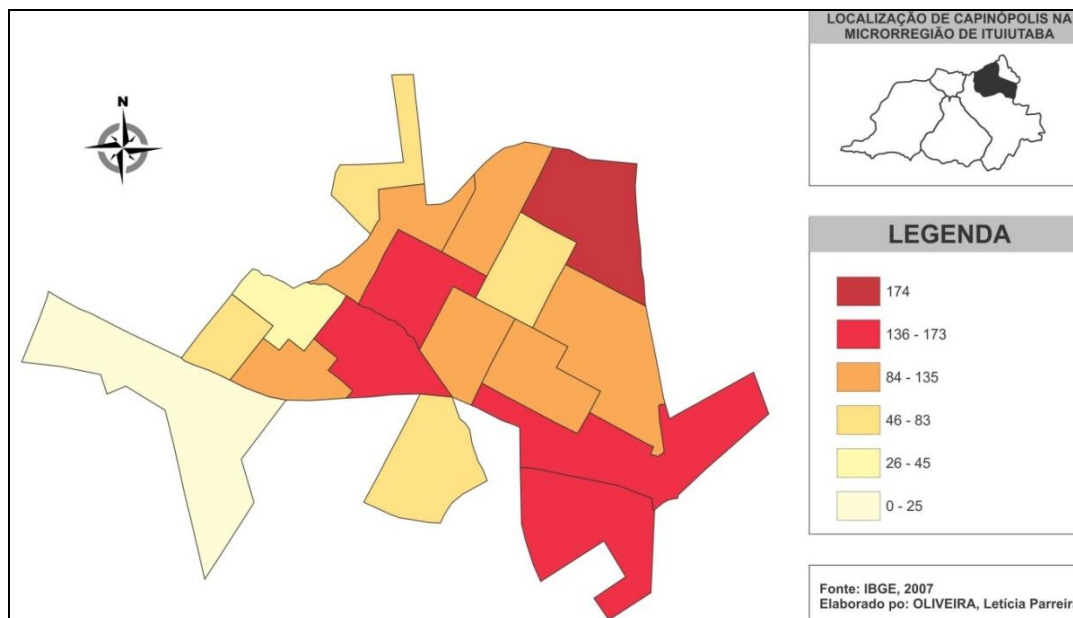 LOCALIZAÇÃO DE CAPINÓPOLIS NA
MICRORREGIÃO DE ITUIUTABA
N
LEGENDA
174
136 - 173
84 - 135
46 - 83
26 - 45
0 - 25
Fonte: IBGE, 2007
Elaborado po: OLIVEIRA, Letícia Parreir